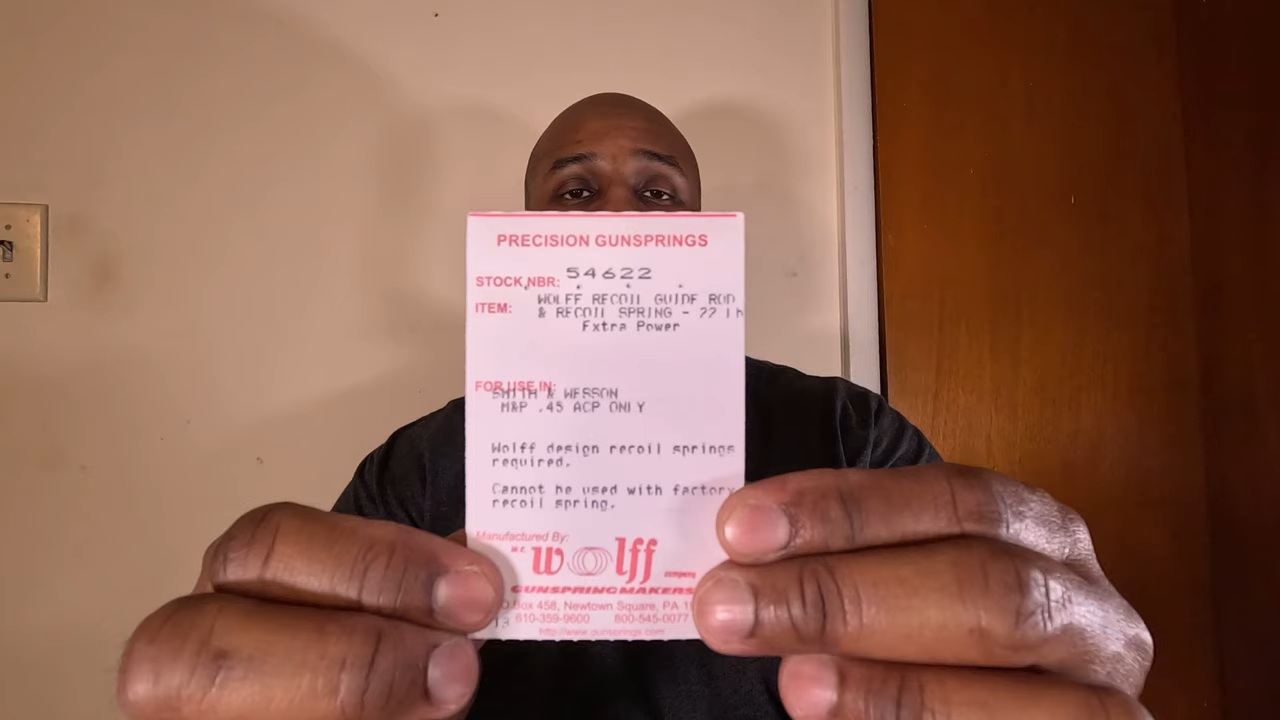 PRECISION GUNSPRINGS
STOCK NBR: 54622
ITEM: WOLFF RECOIL GUIDE ROD
& RECOIL SPRING - 22 Lb
Extra Power
FOR USE IN:
SMITH & WESSON
M&P .45 ACP ONLY
Wolff design recoil springs
required.
Cannot be used with factory
recoil spring.
Manufactured By:
W.C. Wolff company
GUNSPRINGMAKERS
Box 458, Newtown Square, PA
610-359-9600 800-545-0077
http://www.gunsprings.com